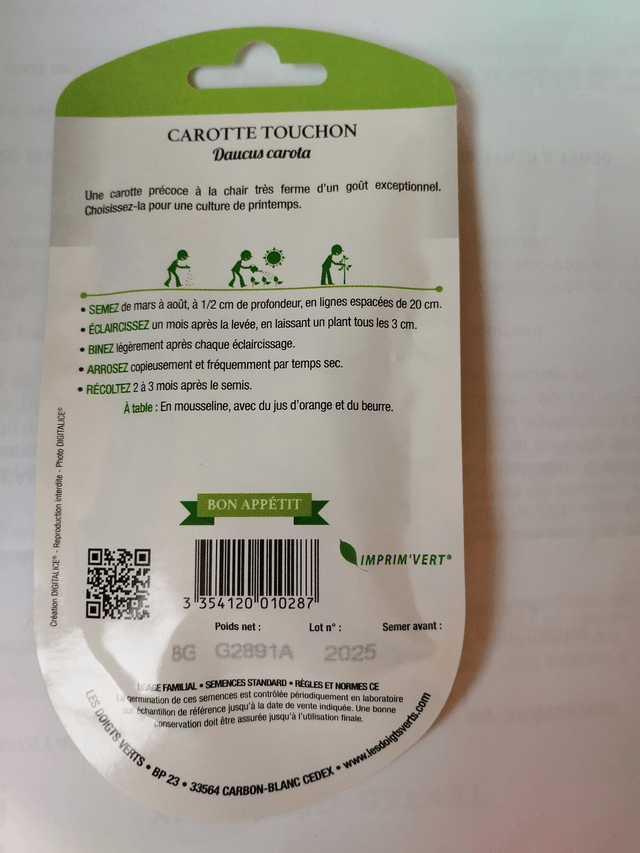 CAROTTE TOUCHON
Daucus carota
Une carotte précoce à la chair très ferme d'un goût exceptionnel.
Choisissez-la pour une culture de printemps.
• SEMEZ de mars à août, à 1/2 cm de profondeur, en lignes espacées de 20 cm.
• ÉCLAIRCISSEZ un mois après la levée, en laissant un plant tous les 3 cm.
• BINEZ légèrement après chaque éclaircissage.
• ARROSEZ copieusement et fréquemment par temps sec.
• RÉCOLTEZ 2 à 3 mois après le semis.
À table : En mousseline, avec du jus d'orange et du beurre.
Création DIGITALICE® - Reproduction interdite - Photo DIGITALICE®
BON APPÉTIT
IMPRIM'VERT®
3 354120 010287
Poids net : Lot n° : Semer avant :
8G G2891A 2025
USAGE FAMILIAL • SEMENCES STANDARD • RÈGLES ET NORMES CE
La germination de ces semences est contrôlée périodiquement en laboratoire
sur échantillon de référence jusqu'à la date de vente indiquée. Une bonne
conservation doit être assurée jusqu'à l'utilisation finale.
LES DOIGTS VERTS • BP 23 • 33564 CARBON-BLANC CEDEX • www.lesdoigtsverts.com